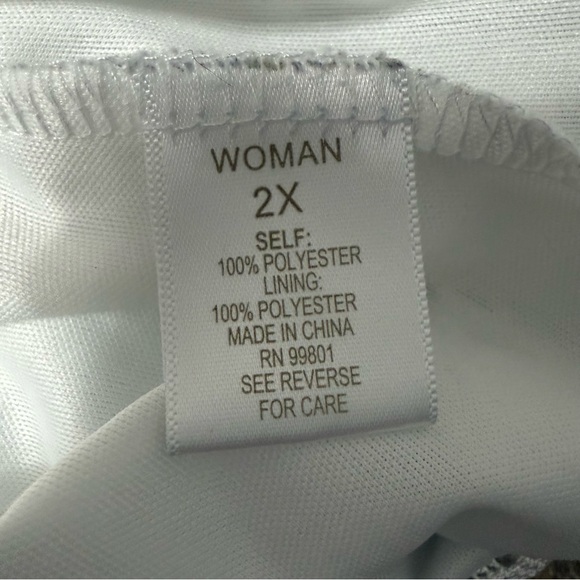 WOMAN
2X
SELF:
100% POLYESTER
LINING:
100% POLYESTER
MADE IN CHINA
RN 99801
SEE REVERSE
FOR CARE